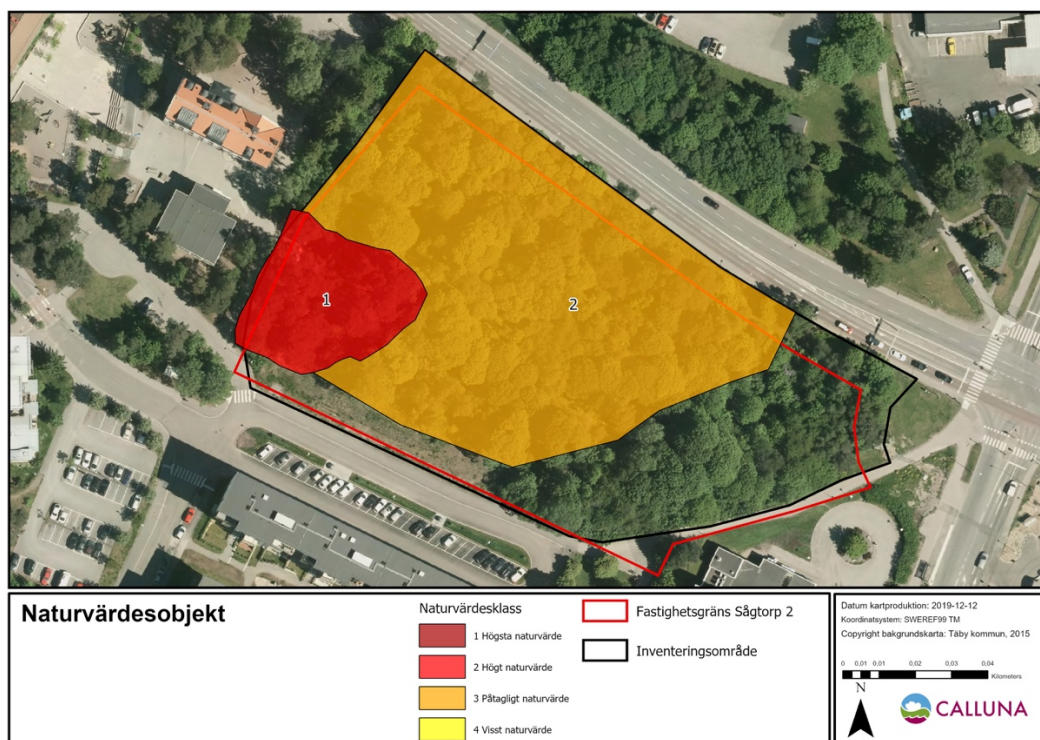 1
2
Naturvärdesobjekt
Naturvärdesklass
1 Högsta naturvärde
2 Högt naturvärde
3 Påtagligt naturvärde
4 Visst naturvärde
Fastighetsgräns Sågtorp 2
Inventeringsområde
Datum kartproduktion: 2019-12-12
Koordinatsystem: SWEREF99 TM
Copyright bakgrundskarta: Täby kommun, 2015
0 0,01 0,01 0,02 0,03 0,04
Kilometers
N
CALLUNA